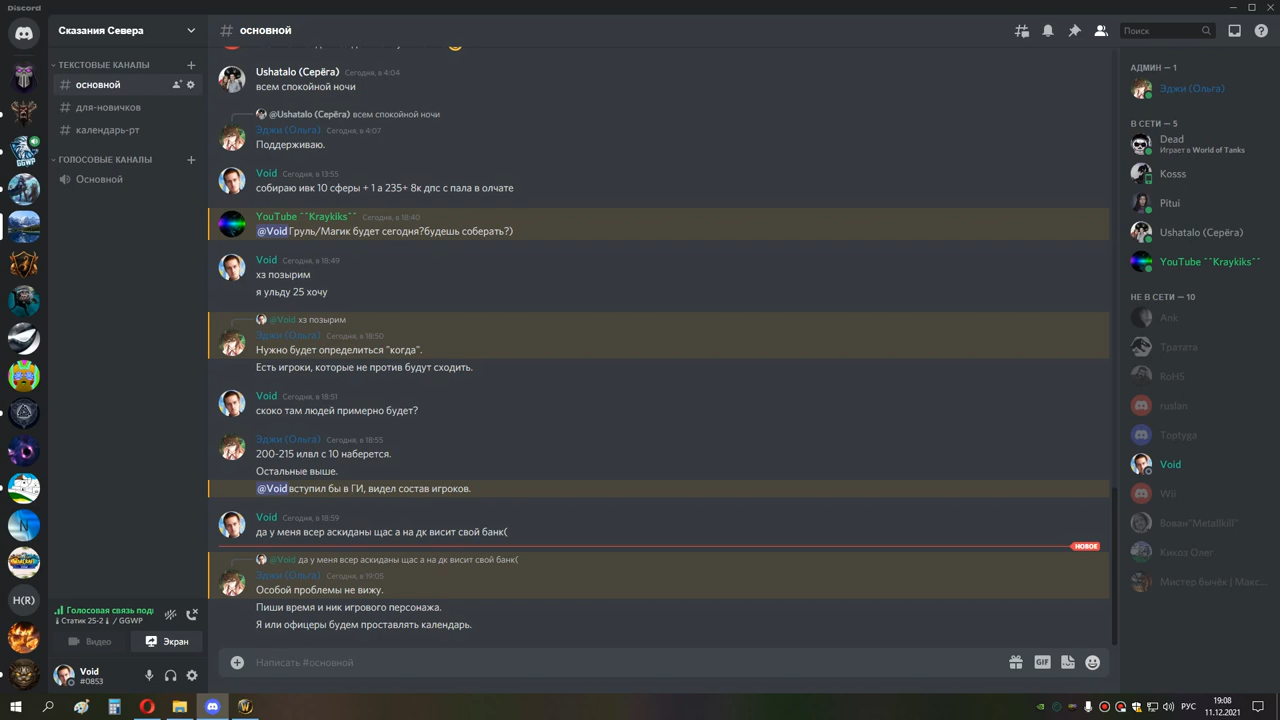 Discord
Сказания Севера
ТЕКСТОВЫЕ КАНАЛЫ
# основной
# для-новичков
# календарь-рт
ГОЛОСОВЫЕ КАНАЛЫ
Основной
H(R)
Голосовая связь под
Статик 25-2 / GGWP
Видео
Экран
Void
#0853
# основной
Поиск
Ushatalo (Серёга) Сегодня, в 4:04
всем спокойной ночи
@Ushatalo (Серёга) всем спокойной ночи
Эджи (Ольга) Сегодня, в 4:07
Поддерживаю.
Void Сегодня, в 13:55
собираю ивк 10 сферы + 1 а 235+ 8к дпс с пала в олчате
YouTube ^^Kraykiks^^ Сегодня, в 18:40
@Void Груль/Магик будет сегодня?будешь соберать?)
Void Сегодня, в 18:49
хз позырим
я ульду 25 хочу
@Void хз позырим
Эджи (Ольга) Сегодня, в 18:50
Нужно будет определиться "когда".
Есть игроки, которые не против будут сходить.
Void Сегодня, в 18:51
скоко там людей примерно будет?
Эджи (Ольга) Сегодня, в 18:55
200-215 илвл с 10 наберется.
Остальные выше.
@Void вступил бы в ГИ, видел состав игроков.
Void Сегодня, в 18:59
да у меня всер аскиданы щас а на дк висит свой банк(
НОВОЕ
@Void да у меня всер аскиданы щас а на дк висит свой банк(
Эджи (Ольга) Сегодня, в 19:05
Особой проблемы не вижу.
Пиши время и ник игрового персонажа.
Я или офицеры будем проставлять календарь.
Написать #основной
GIF
АДМИН — 1
Эджи (Ольга)
В СЕТИ — 5
Dead
Играет в World of Tanks
Kosss
Pitui
Ushatalo (Серёга)
YouTube ^^Kraykiks^^
НЕ В СЕТИ — 10
Тратата
RoHS
ruslan
Toptyga
Void
Wil
Вован"Metallkill"
Кикоз Олег
Мистер бычёк | Макс...
РУС
19:08
11.12.2021